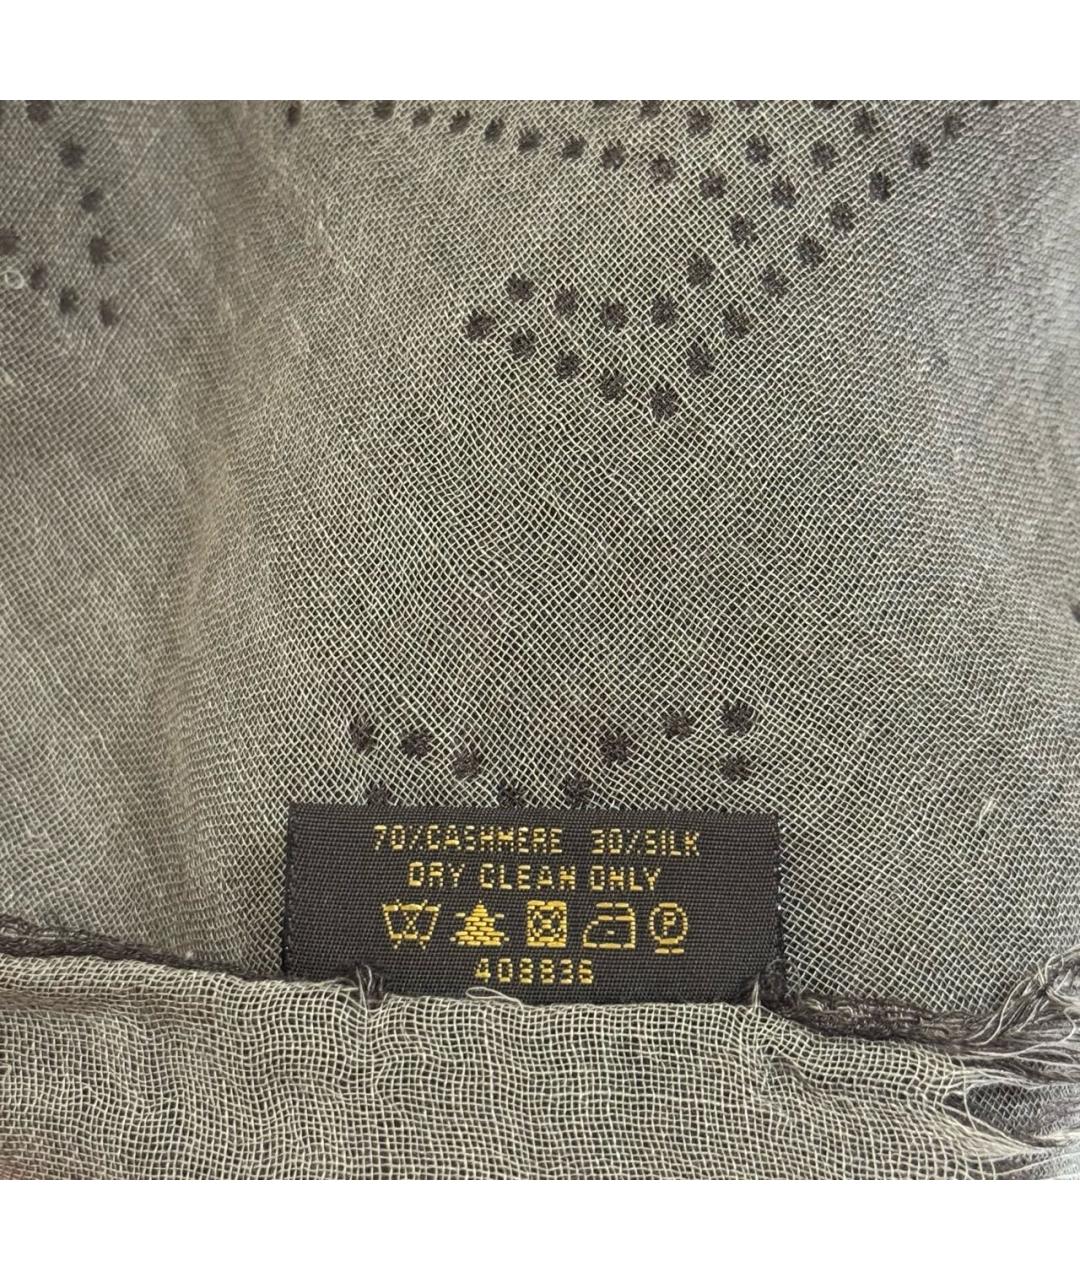 70%CASHMERE 30%SILK
DRY CLEAN ONLY
P
408836